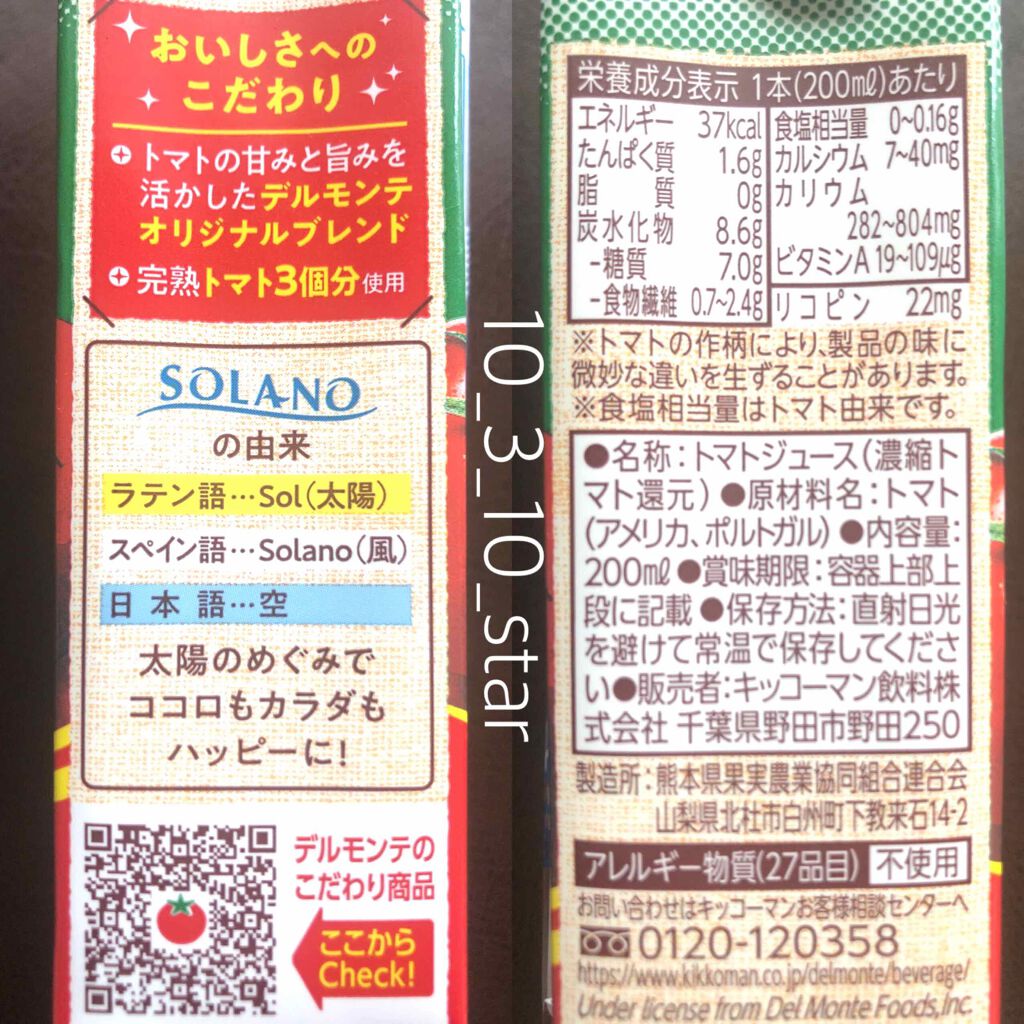 おいしさへの
こだわり
トマトの甘みと旨みを
活かしたデルモンテ
オリジナルブレンド
完熟トマト3個分使用
SOLANO
の由来
ラテン語…Sol(太陽)
スペイン語…Solano(風)
日本語…空
太陽のめぐみで
ココロもカラダも
ハッピーに!
デルモンテの
こだわり商品
ここから
Check!
10_3_10_star
栄養成分表示 1本(200㎖)あたり
エネルギー 37kcal
たんぱく質 1.6g
脂質 0g
炭水化物 8.6g
-糖質 7.0g
-食物繊維 0.7~2.4g
食塩相当量 0~0.16g
カルシウム 7~40mg
カリウム
282~804mg
ビタミンA 19~109μg
リコピン 22mg
※トマトの作柄により、製品の味に
微妙な違いを生ずることがあります。
※食塩相当量はトマト由来です。
●名称:トマトジュース(濃縮ト
マト還元) ●原材料名:トマト
(アメリカ、ポルトガル) ●内容量:
200㎖ ●賞味期限:容器上部上
段に記載 ●保存方法:直射日光
を避けて常温で保存してくださ
い●販売者:キッコーマン飲料株
式会社 千葉県野田市野田250
製造所:熊本県果実農業協同組合連合会
山梨県北杜市白州町下教来石14-2
アレルギー物質(27品目) 不使用
お問い合わせはキッコーマンお客様相談センターへ
0120-120358
https://www.kikkoman.co.jp/delmonte/beverage/
Under license from Del Monte Foods,Inc.